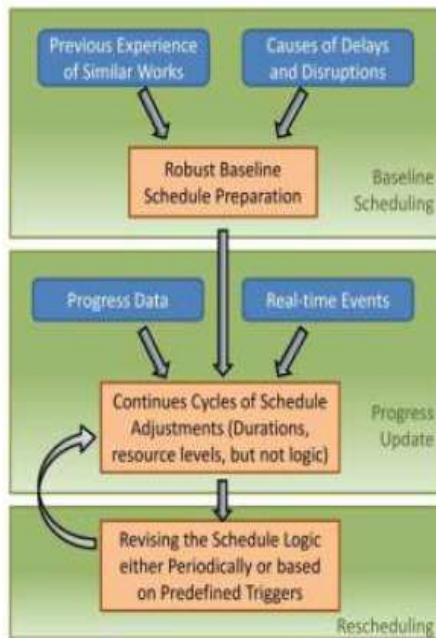 Previous Experience
of Similar Works
Causes of Delays
and Disruptions
Robust Baseline
Schedule Preparation
Baseline
Scheduling
Progress Data
Real-time Events
Continues Cycles of Schedule
Adjustments (Durations,
resource levels, but not logic)
Progress
Update
Revising the Schedule Logic
either Periodically or based
on Predefined Triggers
Rescheduling